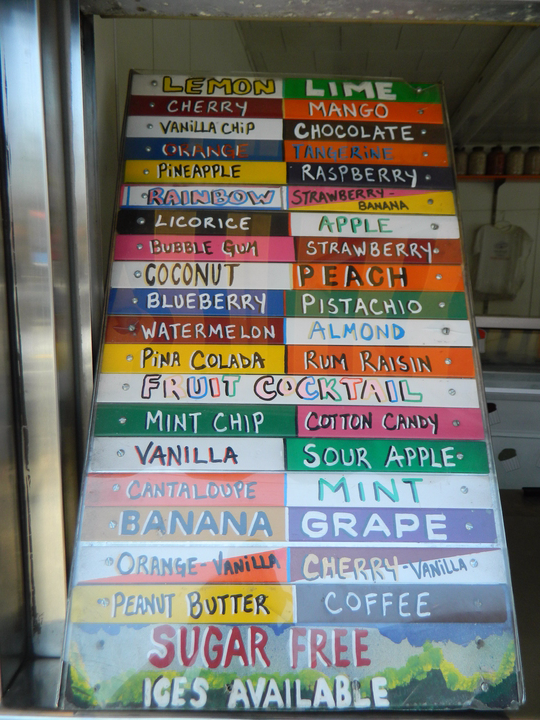 LEMON LIME
CHERRY MANGO
VANILLA CHIP CHOCOLATE
ORANGE TANGERINE
PINEAPPLE RASPBERRY
RAINBOW STRAWBERRY-
BANANA
LICORICE APPLE
BUBBLE GUM STRAWBERRY
COCONUT PEACH
BLUEBERRY PISTACHIO
WATERMELON ALMOND
PINA COLADA RUM RAISIN
FRUIT COCKTAIL
MINT CHIP COTTON CANDY
VANILLA SOUR APPLE
CANTALOUPE MINT
BANANA GRAPE
ORANGE-VANILLA CHERRY-VANILLA
PEANUT BUTTER COFFEE
SUGAR FREE
ICES AVAILABLE